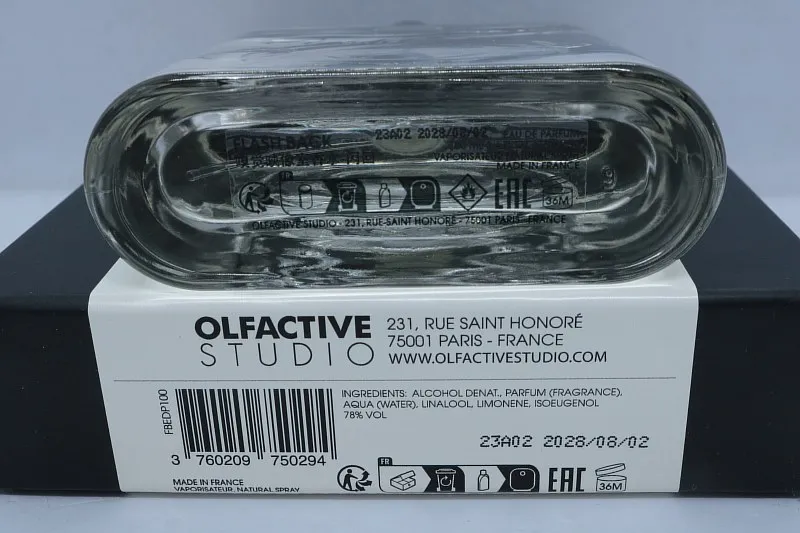 FLASH BACK 23A02 2028/08/02 EAU DE PARFUM
MADE IN FRANCE
FR
EAC
36M
OLFACTIVE STUDIO - 231, RUE SAINT HONORÉ - 75001 PARIS - FRANCE
OLFACTIVE
STUDIO
231, RUE SAINT HONORÉ
75001 PARIS - FRANCE
WWW.OLFACTIVESTUDIO.COM
FBEDP100
INGREDIENTS: ALCOHOL DENAT., PARFUM (FRAGRANCE),
AQUA (WATER), LINALOOL, LIMONENE, ISOEUGENOL
78% VOL
3 760209 750294
23A02 2028/08/02
MADE IN FRANCE
VAPORISATEUR, NATURAL SPRAY
FR
EAC
36M